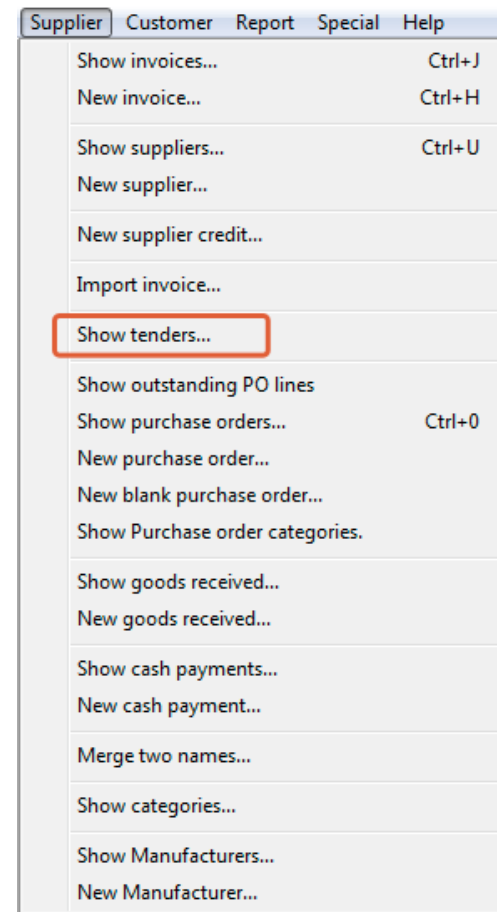 Supplier Customer Report Special Help
Show invoices... Ctrl+J
New invoice... Ctrl+H
Show suppliers... Ctrl+U
New supplier...
New supplier credit...
Import invoice...
Show tenders...
Show outstanding PO lines
Show purchase orders... Ctrl+0
New purchase order...
New blank purchase order...
Show Purchase order categories.
Show goods received...
New goods received...
Show cash payments...
New cash payment...
Merge two names...
Show categories...
Show Manufacturers...
New Manufacturer...